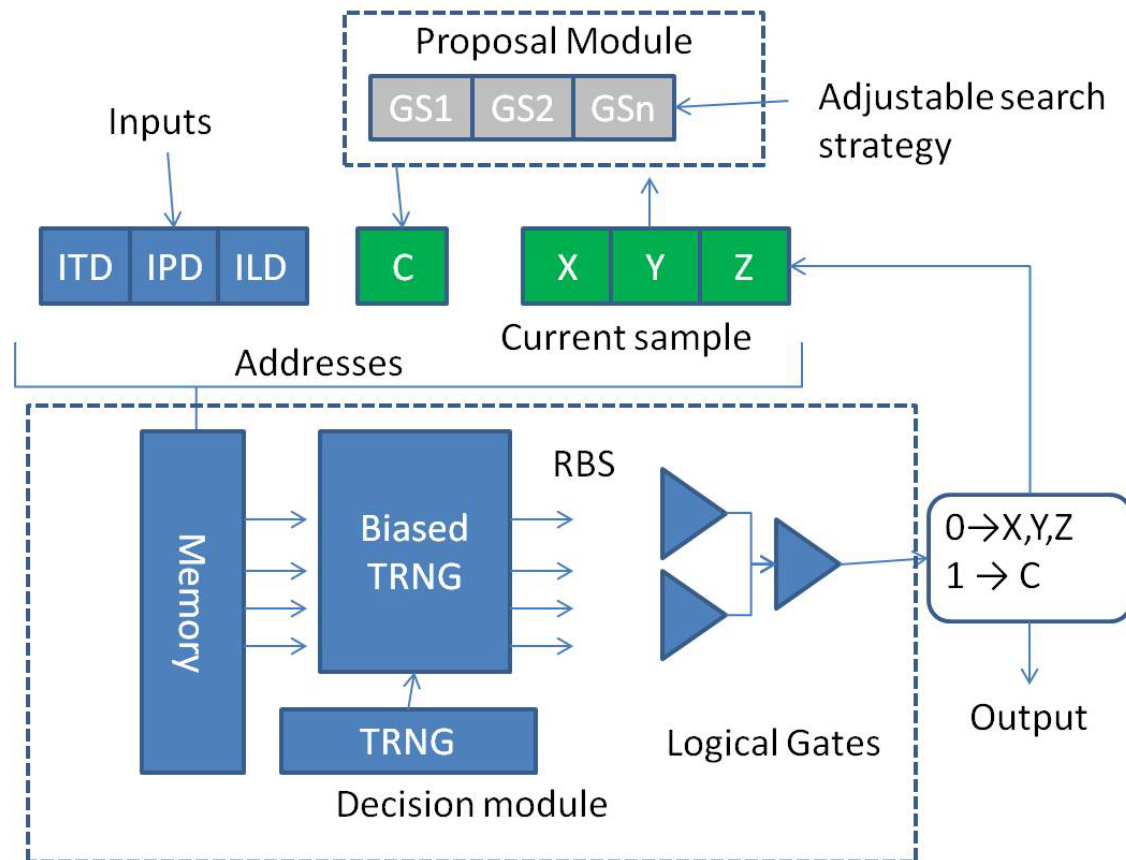 Proposal Module
GS1 GS2 GSn
Adjustable search
strategy
Inputs
ITD IPD ILD
C
X Y Z
Current sample
Addresses
Memory
Biased
TRNG
RBS
0→X,Y,Z
1 → C
TRNG
Logical Gates
Output
Decision module